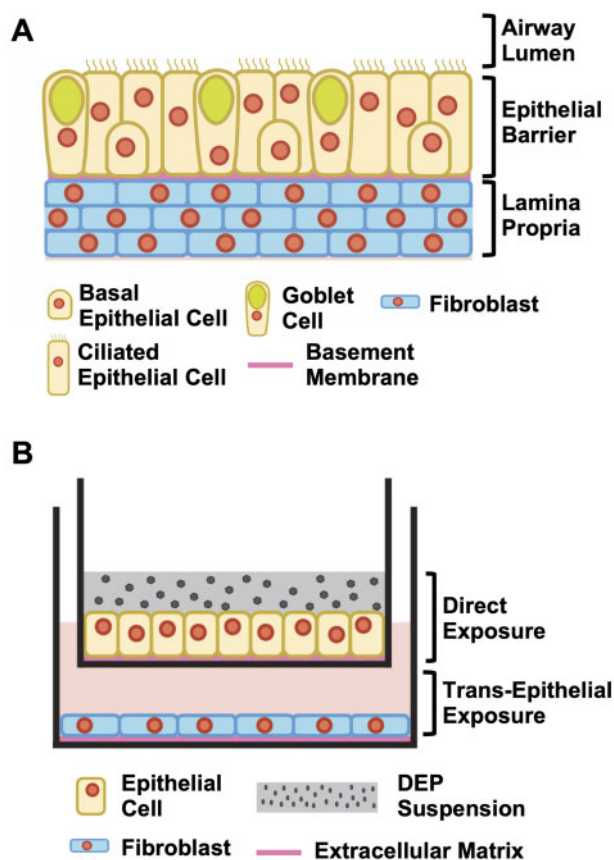 A
Airway
Lumen
Epithelial
Barrier
Lamina
Propria
Basal
Epithelial Cell
Goblet
Cell
Fibroblast
Ciliated
Epithelial Cell
Basement
Membrane
B
Direct
Exposure
Trans-Epithelial
Exposure
Epithelial
Cell
DEP
Suspension
Fibroblast
Extracellular Matrix